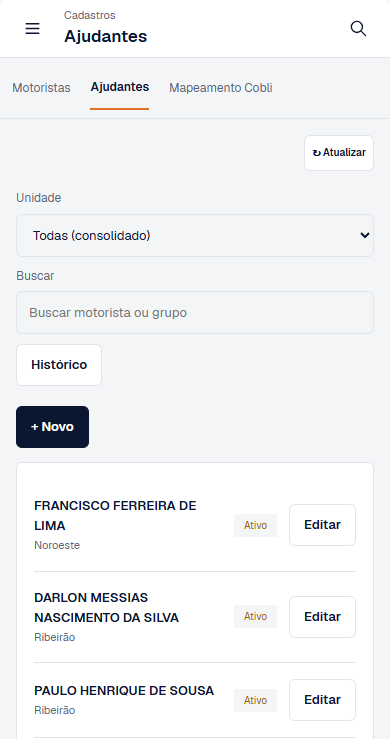 Cadastros
Ajudantes
Motoristas
Ajudantes
Mapeamento Cobli
↻ Atualizar
Unidade
Todas (consolidado)
Buscar
Buscar motorista ou grupo
Histórico
+ Novo
FRANCISCO FERREIRA DE
LIMA
Noroeste
Ativo
Editar
DARLON MESSIAS
NASCIMENTO DA SILVA
Ribeirão
Ativo
Editar
PAULO HENRIQUE DE SOUSA
Ribeirão
Ativo
Editar